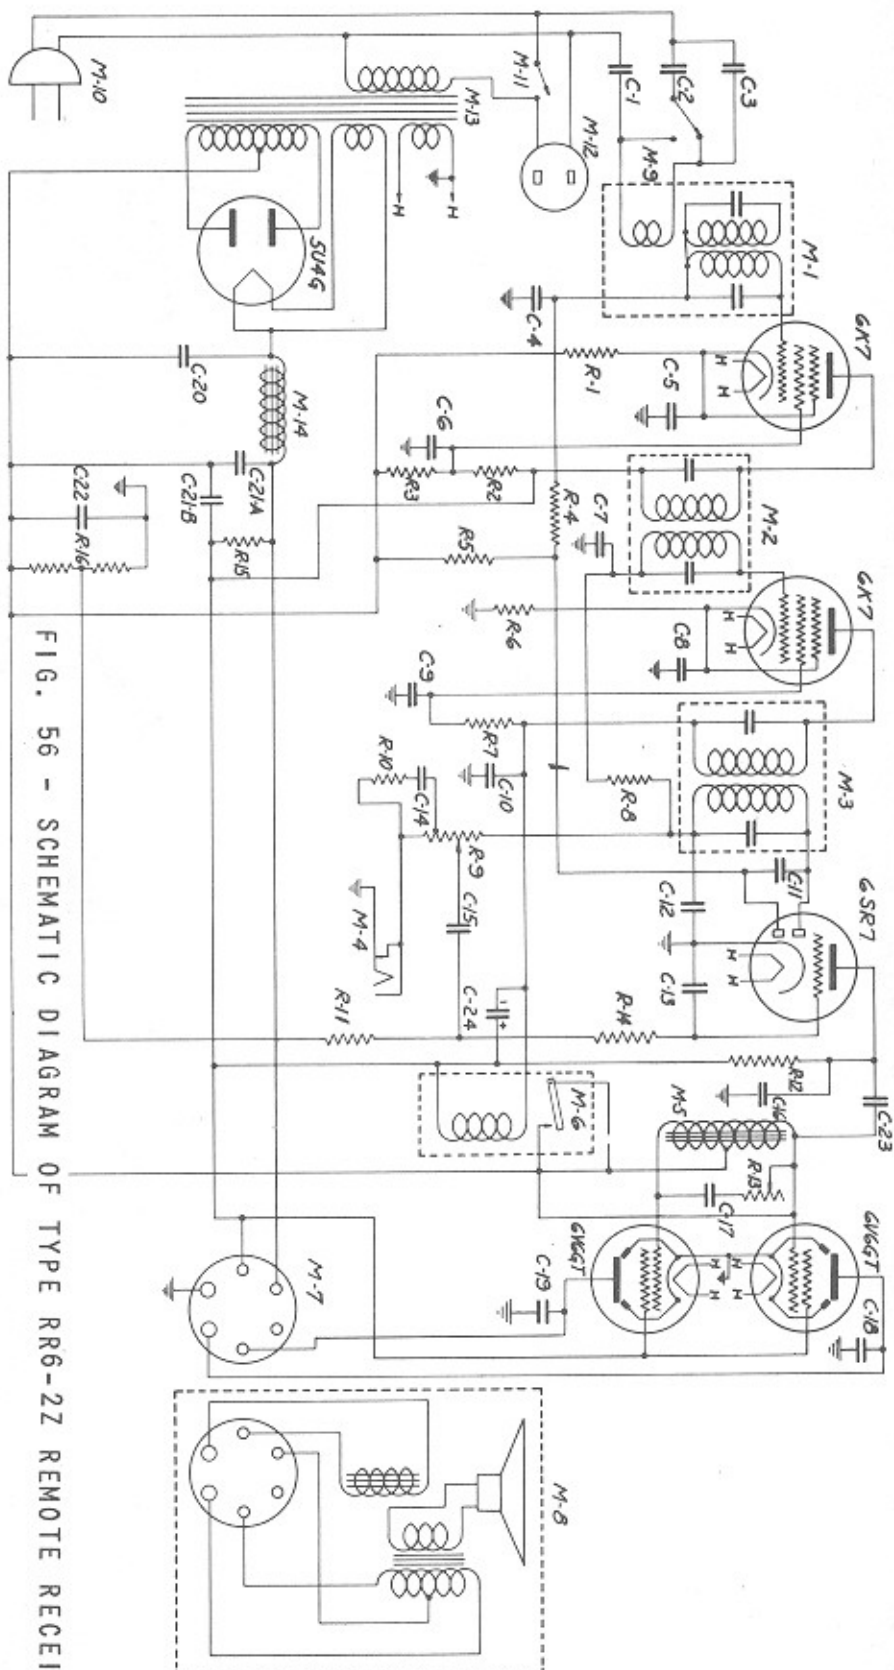 6K7
6K7
6SR7
C-23
6V6GT
C-18
M-1
M-2
M-3
C-11
C-3
C-2
C-1
M-9
H
H
H
H
H
H
H
H
H
H
C-5
C-8
C-13
C-12
R-12
C-16
M-5
R-13
C-17
R-1
C-4
R-4
C-7
R-6
R-8
R-14
6V6GT
C-19
M-11
M-12
C-6
R-2
R-3
R-5
C-9
R-7
C-10
C-15
C-24
M-6
M-8
M-13
H
H
R-10
C-14
R-9
M-4
R-11
5U4G
M-14
C-20
C-21-A
C-21-B
R-15
M-7
M-10
C-22
R-16
FIG. 56 - SCHEMATIC DIAGRAM OF TYPE RR6-2Z REMOTE RECEI